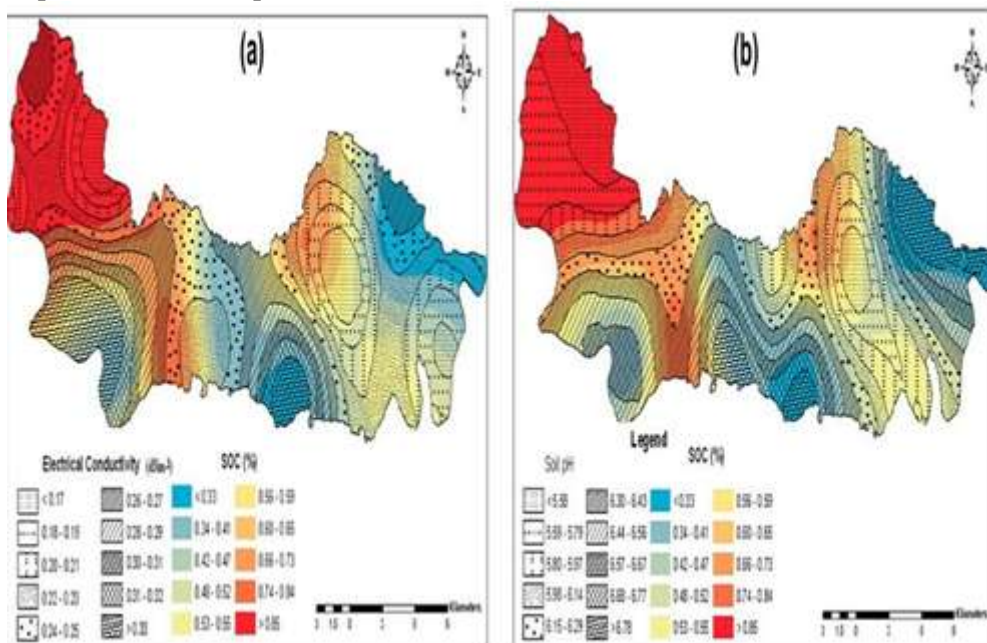 (a)
N
Electrical Conductivity (dSm-1) SOC (%)
< 0.17 0.26 - 0.27 < 0.33 0.56 - 0.59
0.18 - 0.19 0.28 - 0.29 0.34 - 0.41 0.60 - 0.65
0.20 - 0.21 0.30 - 0.31 0.42 - 0.47 0.66 - 0.73
0.22 - 0.23 0.31 - 0.32 0.48 - 0.52 0.74 - 0.84
0.24 - 0.25 >0.33 0.53 - 0.55 > 0.85
Kilometers
(b)
N
Legend
Soil pH SOC (%)
<5.58 6.30 - 6.43 < 0.33 0.56 - 0.59
5.59 - 5.79 6.44 - 6.56 0.34 - 0.41 0.60 - 0.65
5.80 - 5.97 6.57 - 6.67 0.42 - 0.47 0.66 - 0.73
5.98 - 6.14 6.68 - 6.77 0.48 - 0.52 0.74 - 0.84
6.15 - 6.29 > 6.78 0.53 - 0.55 > 0.85
Kilometers